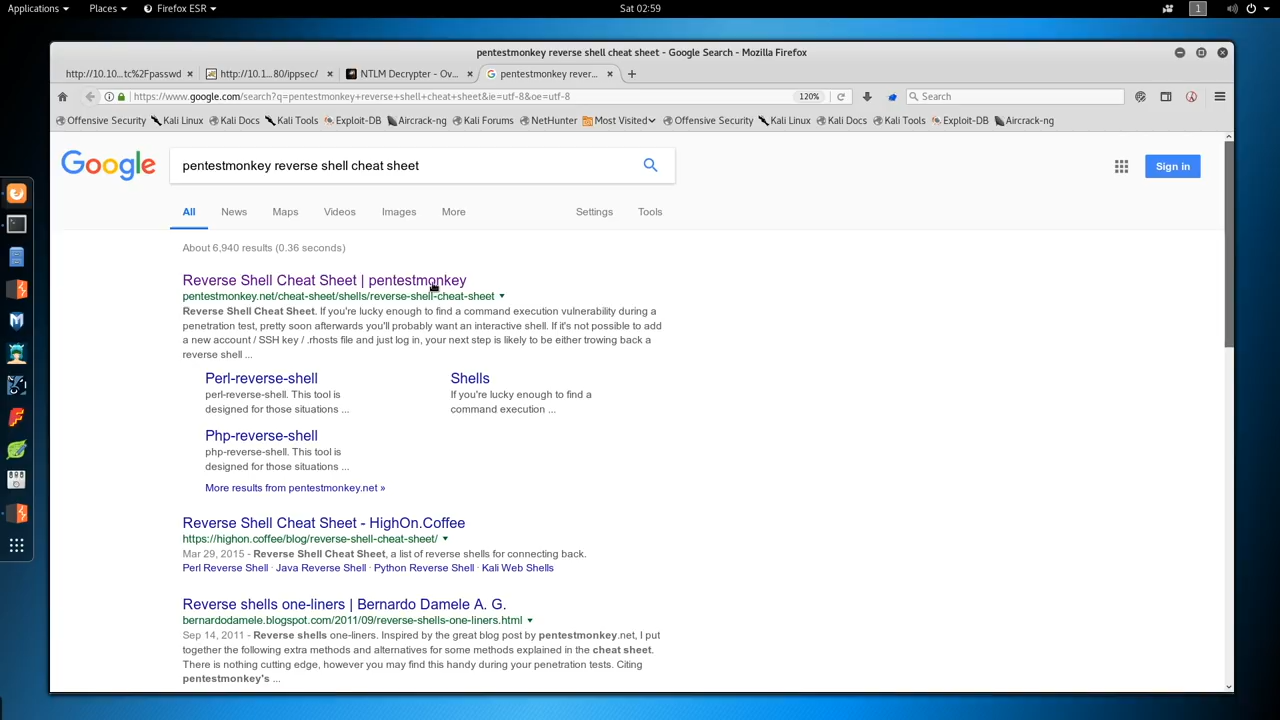 Applications
Places
Firefox ESR
Sat 02:59
1
pentestmonkey reverse shell cheat sheet - Google Search - Mozilla Firefox
http://10.10...tc%2Fpasswd
http://10.1...80/ippsec/
NTLM Decrypter - Ov...
pentestmonkey rever...
https://www.google.com/search?q=pentestmonkey+reverse+shell+cheat+sheet&ie=utf-8&oe=utf-8
120%
Search
Offensive Security
Kali Linux
Kali Docs
Kali Tools
Exploit-DB
Aircrack-ng
Kali Forums
NetHunter
Most Visited
Offensive Security
Kali Linux
Kali Docs
Kali Tools
Exploit-DB
Aircrack-ng
Google
pentestmonkey reverse shell cheat sheet
Sign in
All
News
Maps
Videos
Images
More
Settings
Tools
About 6,940 results (0.36 seconds)
Reverse Shell Cheat Sheet | pentestmonkey
pentestmonkey.net/cheat-sheet/shells/reverse-shell-cheat-sheet
Reverse Shell Cheat Sheet. If you're lucky enough to find a command execution vulnerability during a
penetration test, pretty soon afterwards you'll probably want an interactive shell. If it's not possible to add
a new account / SSH key / .rhosts file and just log in, your next step is likely to be either trowing back a
reverse shell ...
Perl-reverse-shell
perl-reverse-shell. This tool is
designed for those situations ...
Shells
If you're lucky enough to find a
command execution ...
Php-reverse-shell
php-reverse-shell. This tool is
designed for those situations ...
More results from pentestmonkey.net »
Reverse Shell Cheat Sheet - HighOn.Coffee
https://highon.coffee/blog/reverse-shell-cheat-sheet/
Mar 29, 2015 - Reverse Shell Cheat Sheet, a list of reverse shells for connecting back.
Perl Reverse Shell · Java Reverse Shell · Python Reverse Shell · Kali Web Shells
Reverse shells one-liners | Bernardo Damele A. G.
bernardodamele.blogspot.com/2011/09/reverse-shells-one-liners.html
Sep 14, 2011 - Reverse shells one-liners. Inspired by the great blog post by pentestmonkey.net, I put
together the following extra methods and alternatives for some methods explained in the cheat sheet.
There is nothing cutting edge, however you may find this handy during your penetration tests. Citing
pentestmonkey's ...